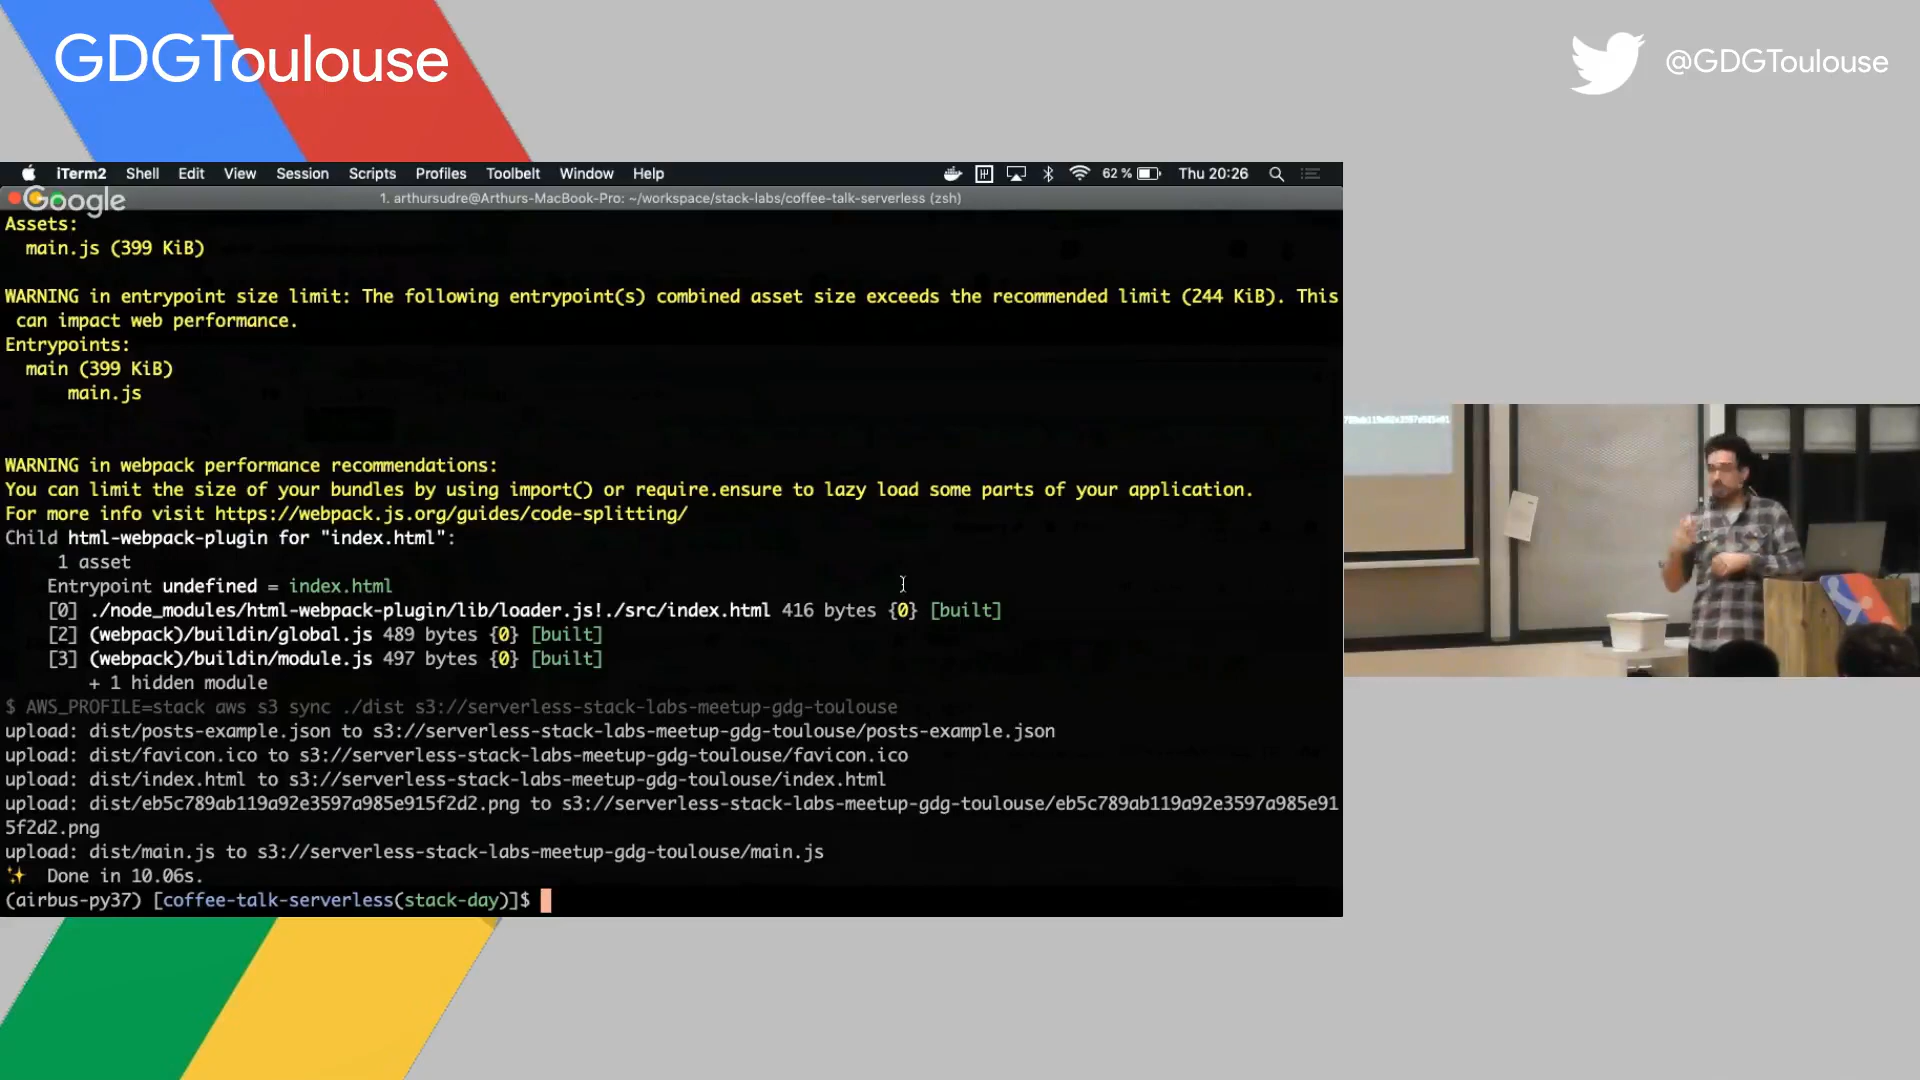 GDGToulouse
@GDGToulouse
iTerm2 Shell Edit View Session Scripts Profiles Toolbelt Window Help 62 % Thu 20:26
Google
1. arthursudre@Arthurs-MacBook-Pro: ~/workspace/stack-labs/coffee-talk-serverless (zsh)
Assets:
main.js (399 KiB)
WARNING in entrypoint size limit: The following entrypoint(s) combined asset size exceeds the recommended limit (244 KiB). This
can impact web performance.
Entrypoints:
main (399 KiB)
main.js
WARNING in webpack performance recommendations:
You can limit the size of your bundles by using import() or require.ensure to lazy load some parts of your application.
For more info visit https://webpack.js.org/guides/code-splitting/
Child html-webpack-plugin for "index.html":
1 asset
Entrypoint undefined = index.html
[0] ./node_modules/html-webpack-plugin/lib/loader.js!./src/index.html 416 bytes {0} [built]
[2] (webpack)/buildin/global.js 489 bytes {0} [built]
[3] (webpack)/buildin/module.js 497 bytes {0} [built]
+ 1 hidden module
$ AWS_PROFILE=stack aws s3 sync ./dist s3://serverless-stack-labs-meetup-gdg-toulouse
upload: dist/posts-example.json to s3://serverless-stack-labs-meetup-gdg-toulouse/posts-example.json
upload: dist/favicon.ico to s3://serverless-stack-labs-meetup-gdg-toulouse/favicon.ico
upload: dist/index.html to s3://serverless-stack-labs-meetup-gdg-toulouse/index.html
upload: dist/eb5c789ab119a92e3597a985e915f2d2.png to s3://serverless-stack-labs-meetup-gdg-toulouse/eb5c789ab119a92e3597a985e91
5f2d2.png
upload: dist/main.js to s3://serverless-stack-labs-meetup-gdg-toulouse/main.js
✨ Done in 10.06s.
(airbus-py37) [coffee-talk-serverless(stack-day)]$